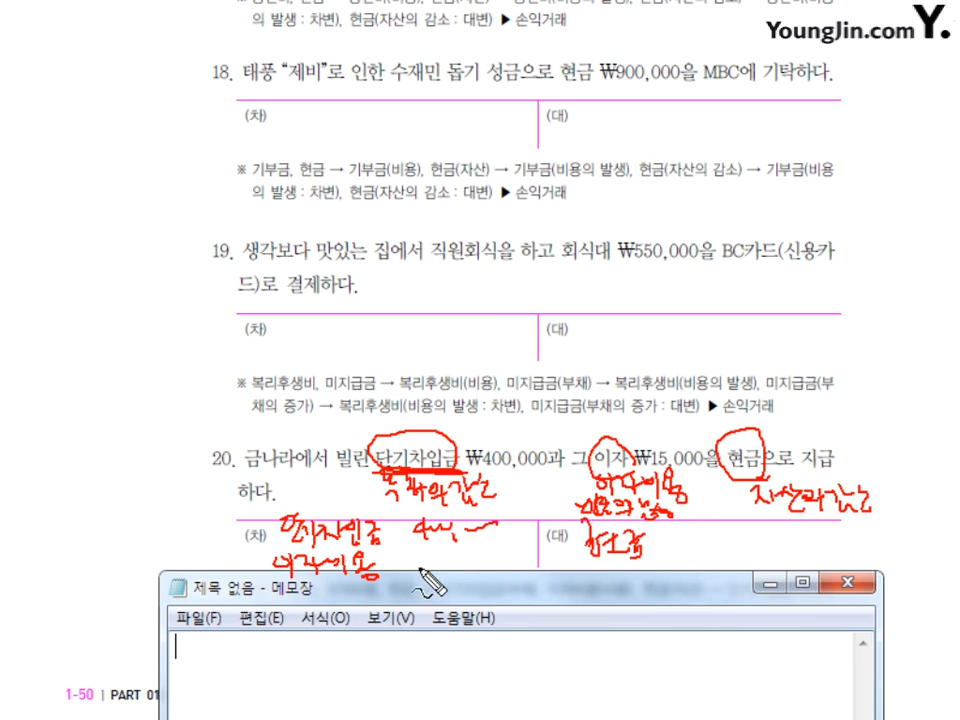 의 발생 : 차변), 현금(자산의 감소 : 대변) ▶ 손익거래
YoungJin.com Y.
18. 태풍 “제비”로 인한 수재민 돕기 성금으로 현금 ₩900,000을 MBC에 기탁하다.
(차) (대)
※ 기부금, 현금 → 기부금(비용), 현금(자산) → 기부금(비용의 발생), 현금(자산의 감소) → 기부금(비용
의 발생 : 차변), 현금(자산의 감소 : 대변) ▶ 손익거래
19. 생각보다 맛있는 집에서 직원회식을 하고 회식대 ₩550,000을 BC카드(신용카
드)로 결제하다.
(차) (대)
※ 복리후생비, 미지급금 → 복리후생비(비용), 미지급금(부채) → 복리후생비(비용의 발생), 미지급금(부
채의 증가) → 복리후생비(비용의 발생 : 차변), 미지급금(부채의 증가 : 대변) ▶ 손익거래
20. 금나라에서 빌린 단기차입금 ₩400,000과 그 이자 ₩15,000을 현금으로 지급
하다. 이자비용 자산의 감소
(차) (대) 현금
이자비용
제목 없음 - 메모장
파일(F) 편집(E) 서식(O) 보기(V) 도움말(H)
1-50 | PART 01